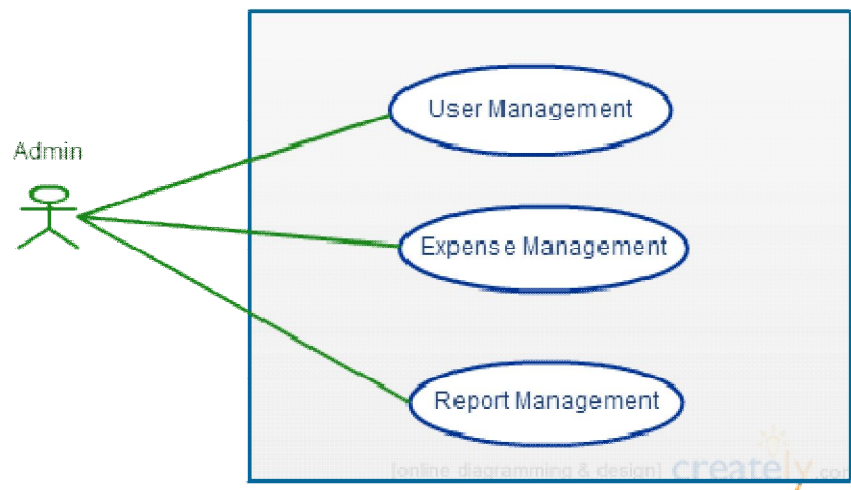 User Management
Admin
Expense Management
Report Management
[online diagramming & design] creately.com